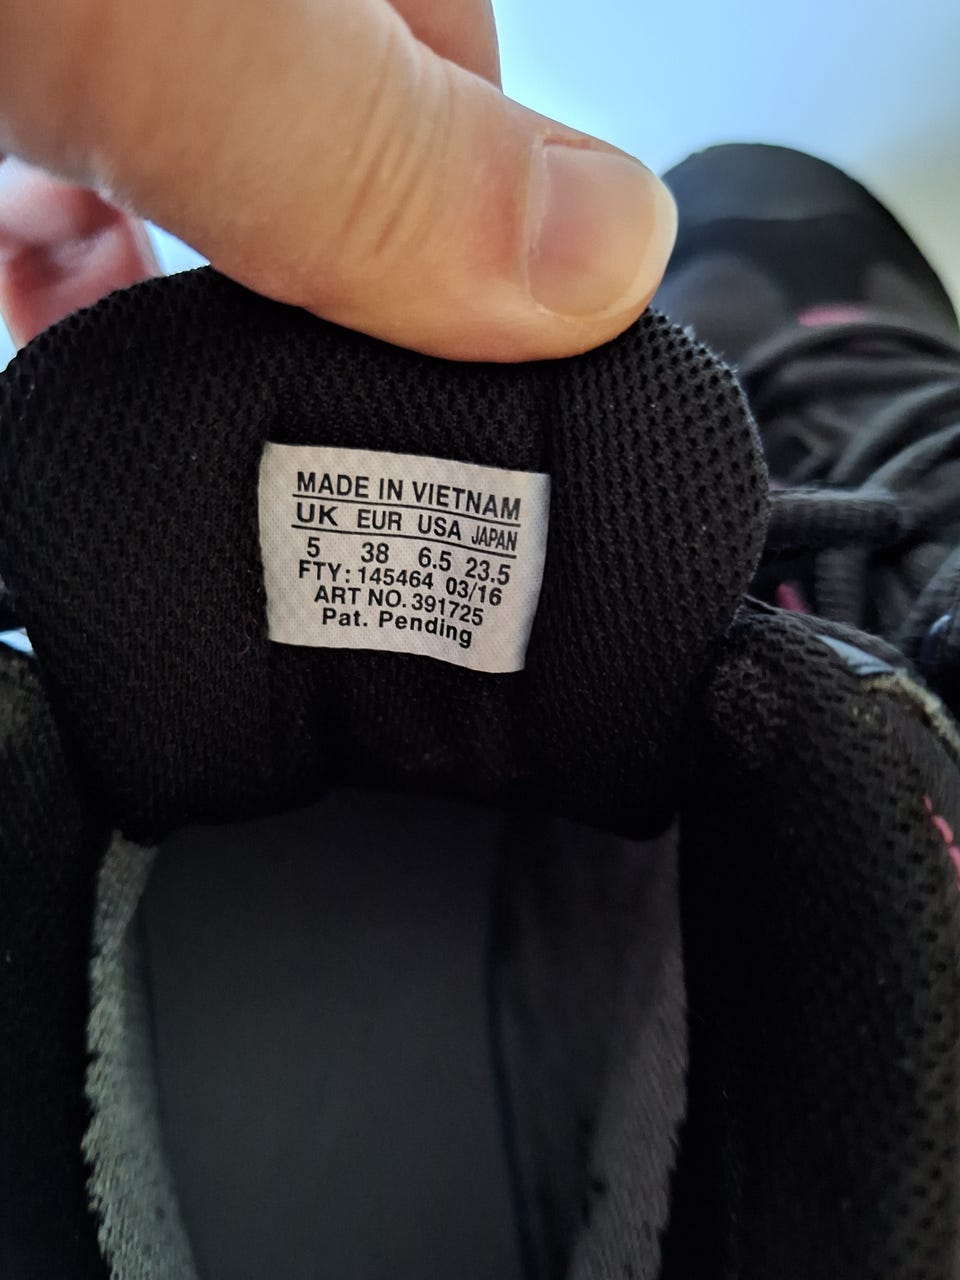 MADE IN VIETNAM
UK EUR USA JAPAN
5 38 6.5 23.5
FTY: 145464 03/16
ART NO. 391725
Pat. Pending